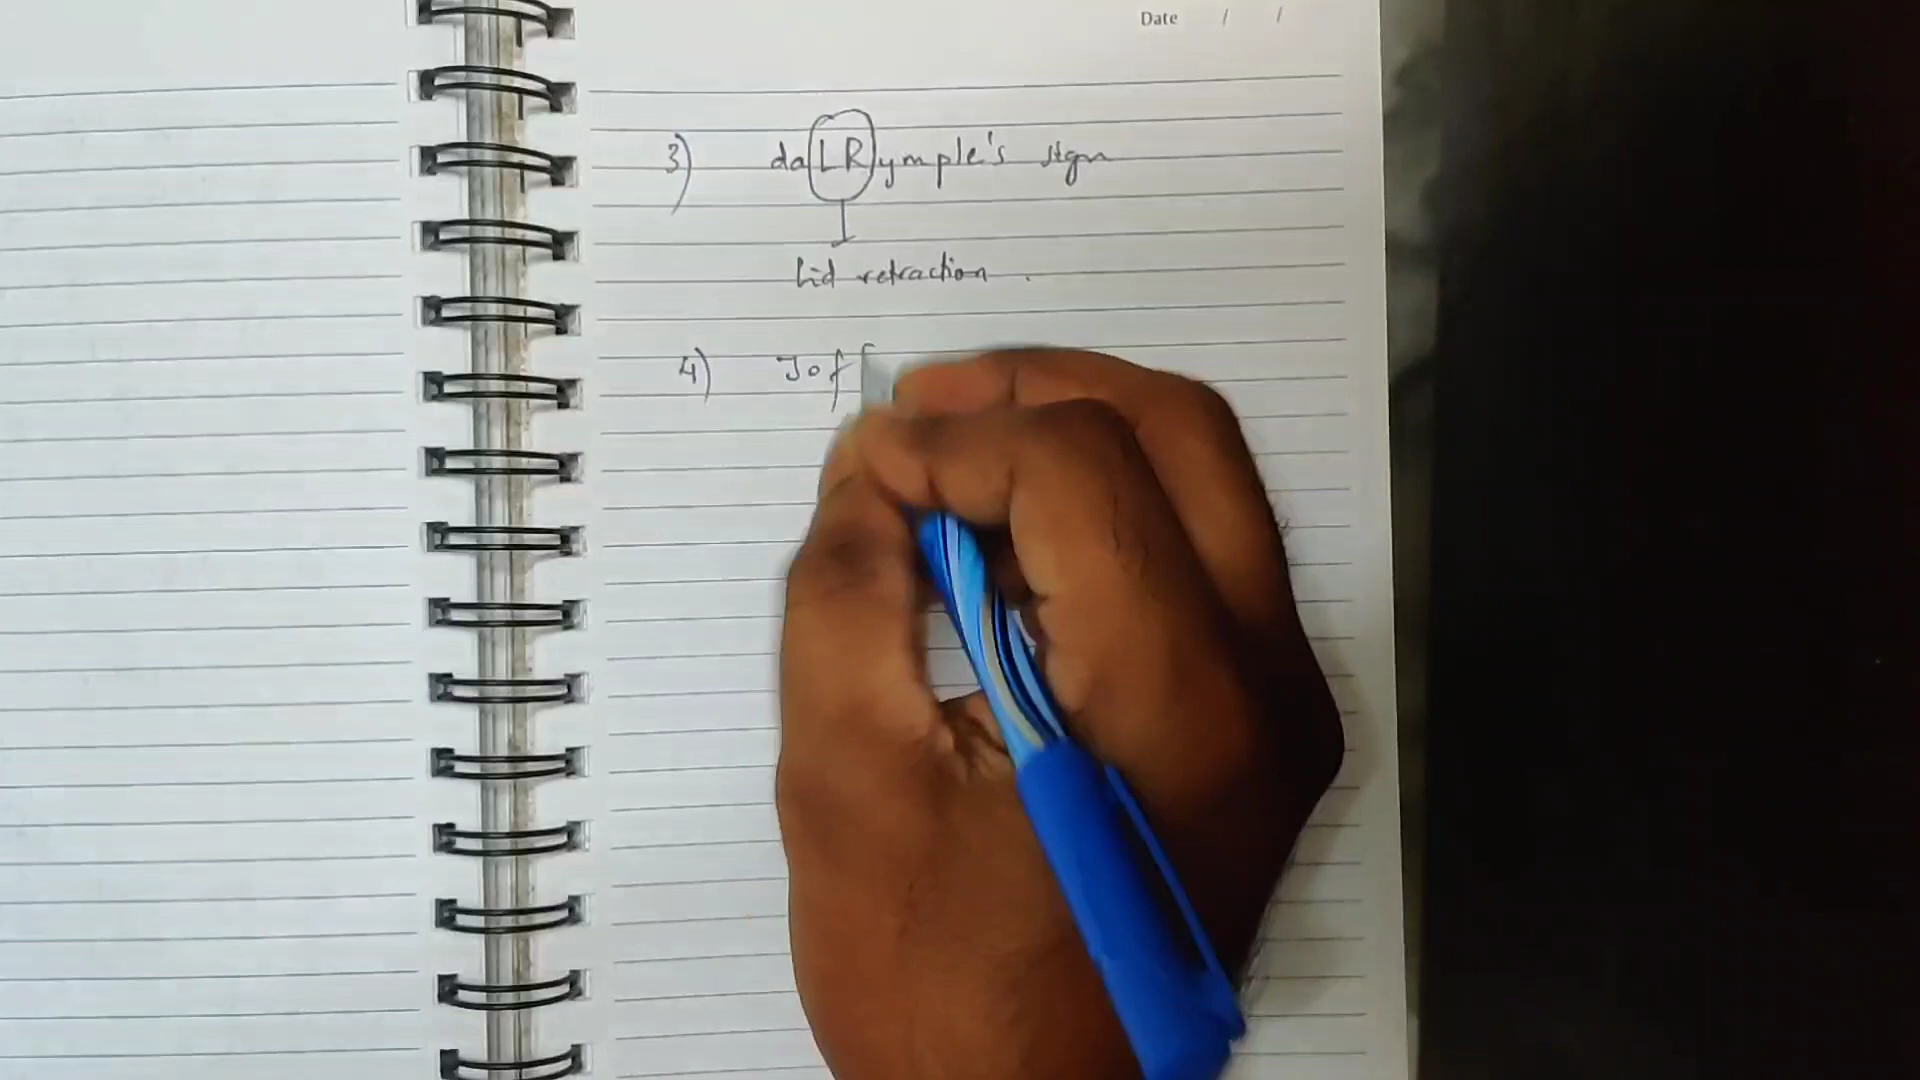 Date / /
3) daLRymple's sign
lid retraction .
4) Joff